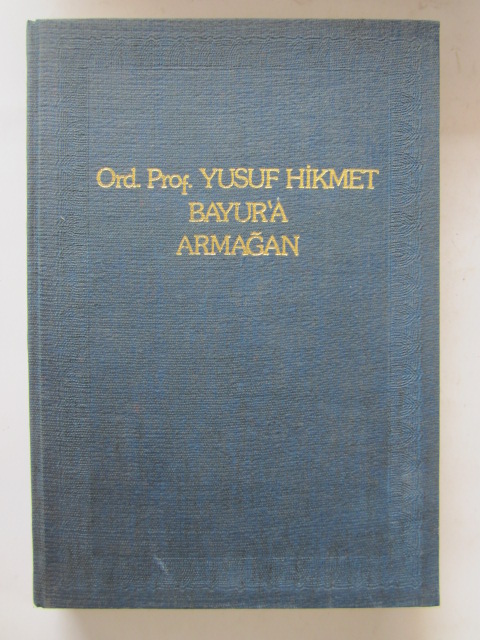 Ord. Prof. YUSUF HİKMET
BAYUR'A
ARMAĞAN